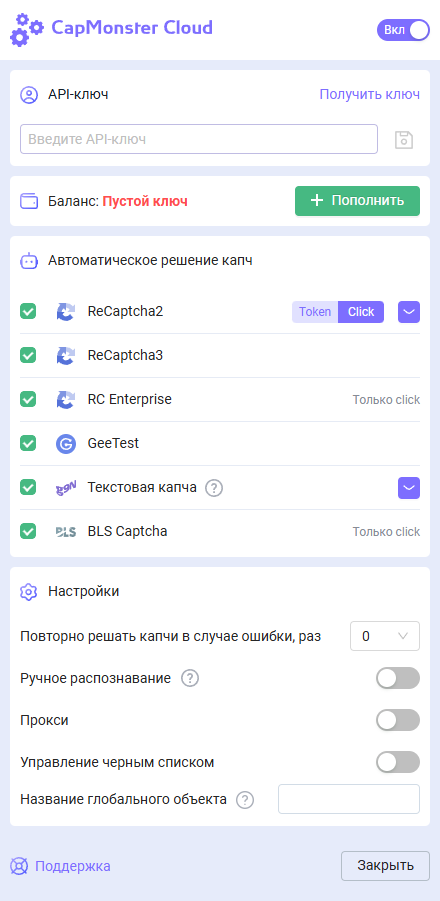 CapMonster Cloud
Вкл
API-ключ
Получить ключ
Введите API-ключ
Баланс: Пустой ключ
Пополнить
Автоматическое решение капч
ReCaptcha2
Token
Click
ReCaptcha3
RC Enterprise
Только click
G
GeeTest
Текстовая капча
?
BLS
BLS Captcha
Только click
Настройки
Повторно решать капчи в случае ошибки, раз
0
Ручное распознавание
?
Прокси
Управление черным списком
Название глобального объекта
?
Поддержка
Закрыть